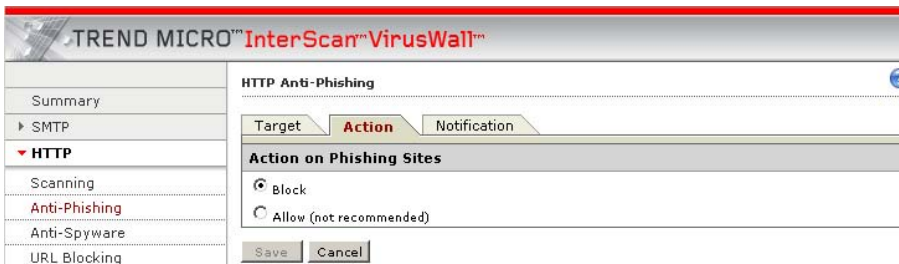 TREND MICRO™ InterScan™ VirusWall™
HTTP Anti-Phishing
Summary
SMTP
HTTP
Scanning
Anti-Phishing
Anti-Spyware
URL Blocking
Target Action Notification
Action on Phishing Sites
Block
Allow (not recommended)
Save Cancel